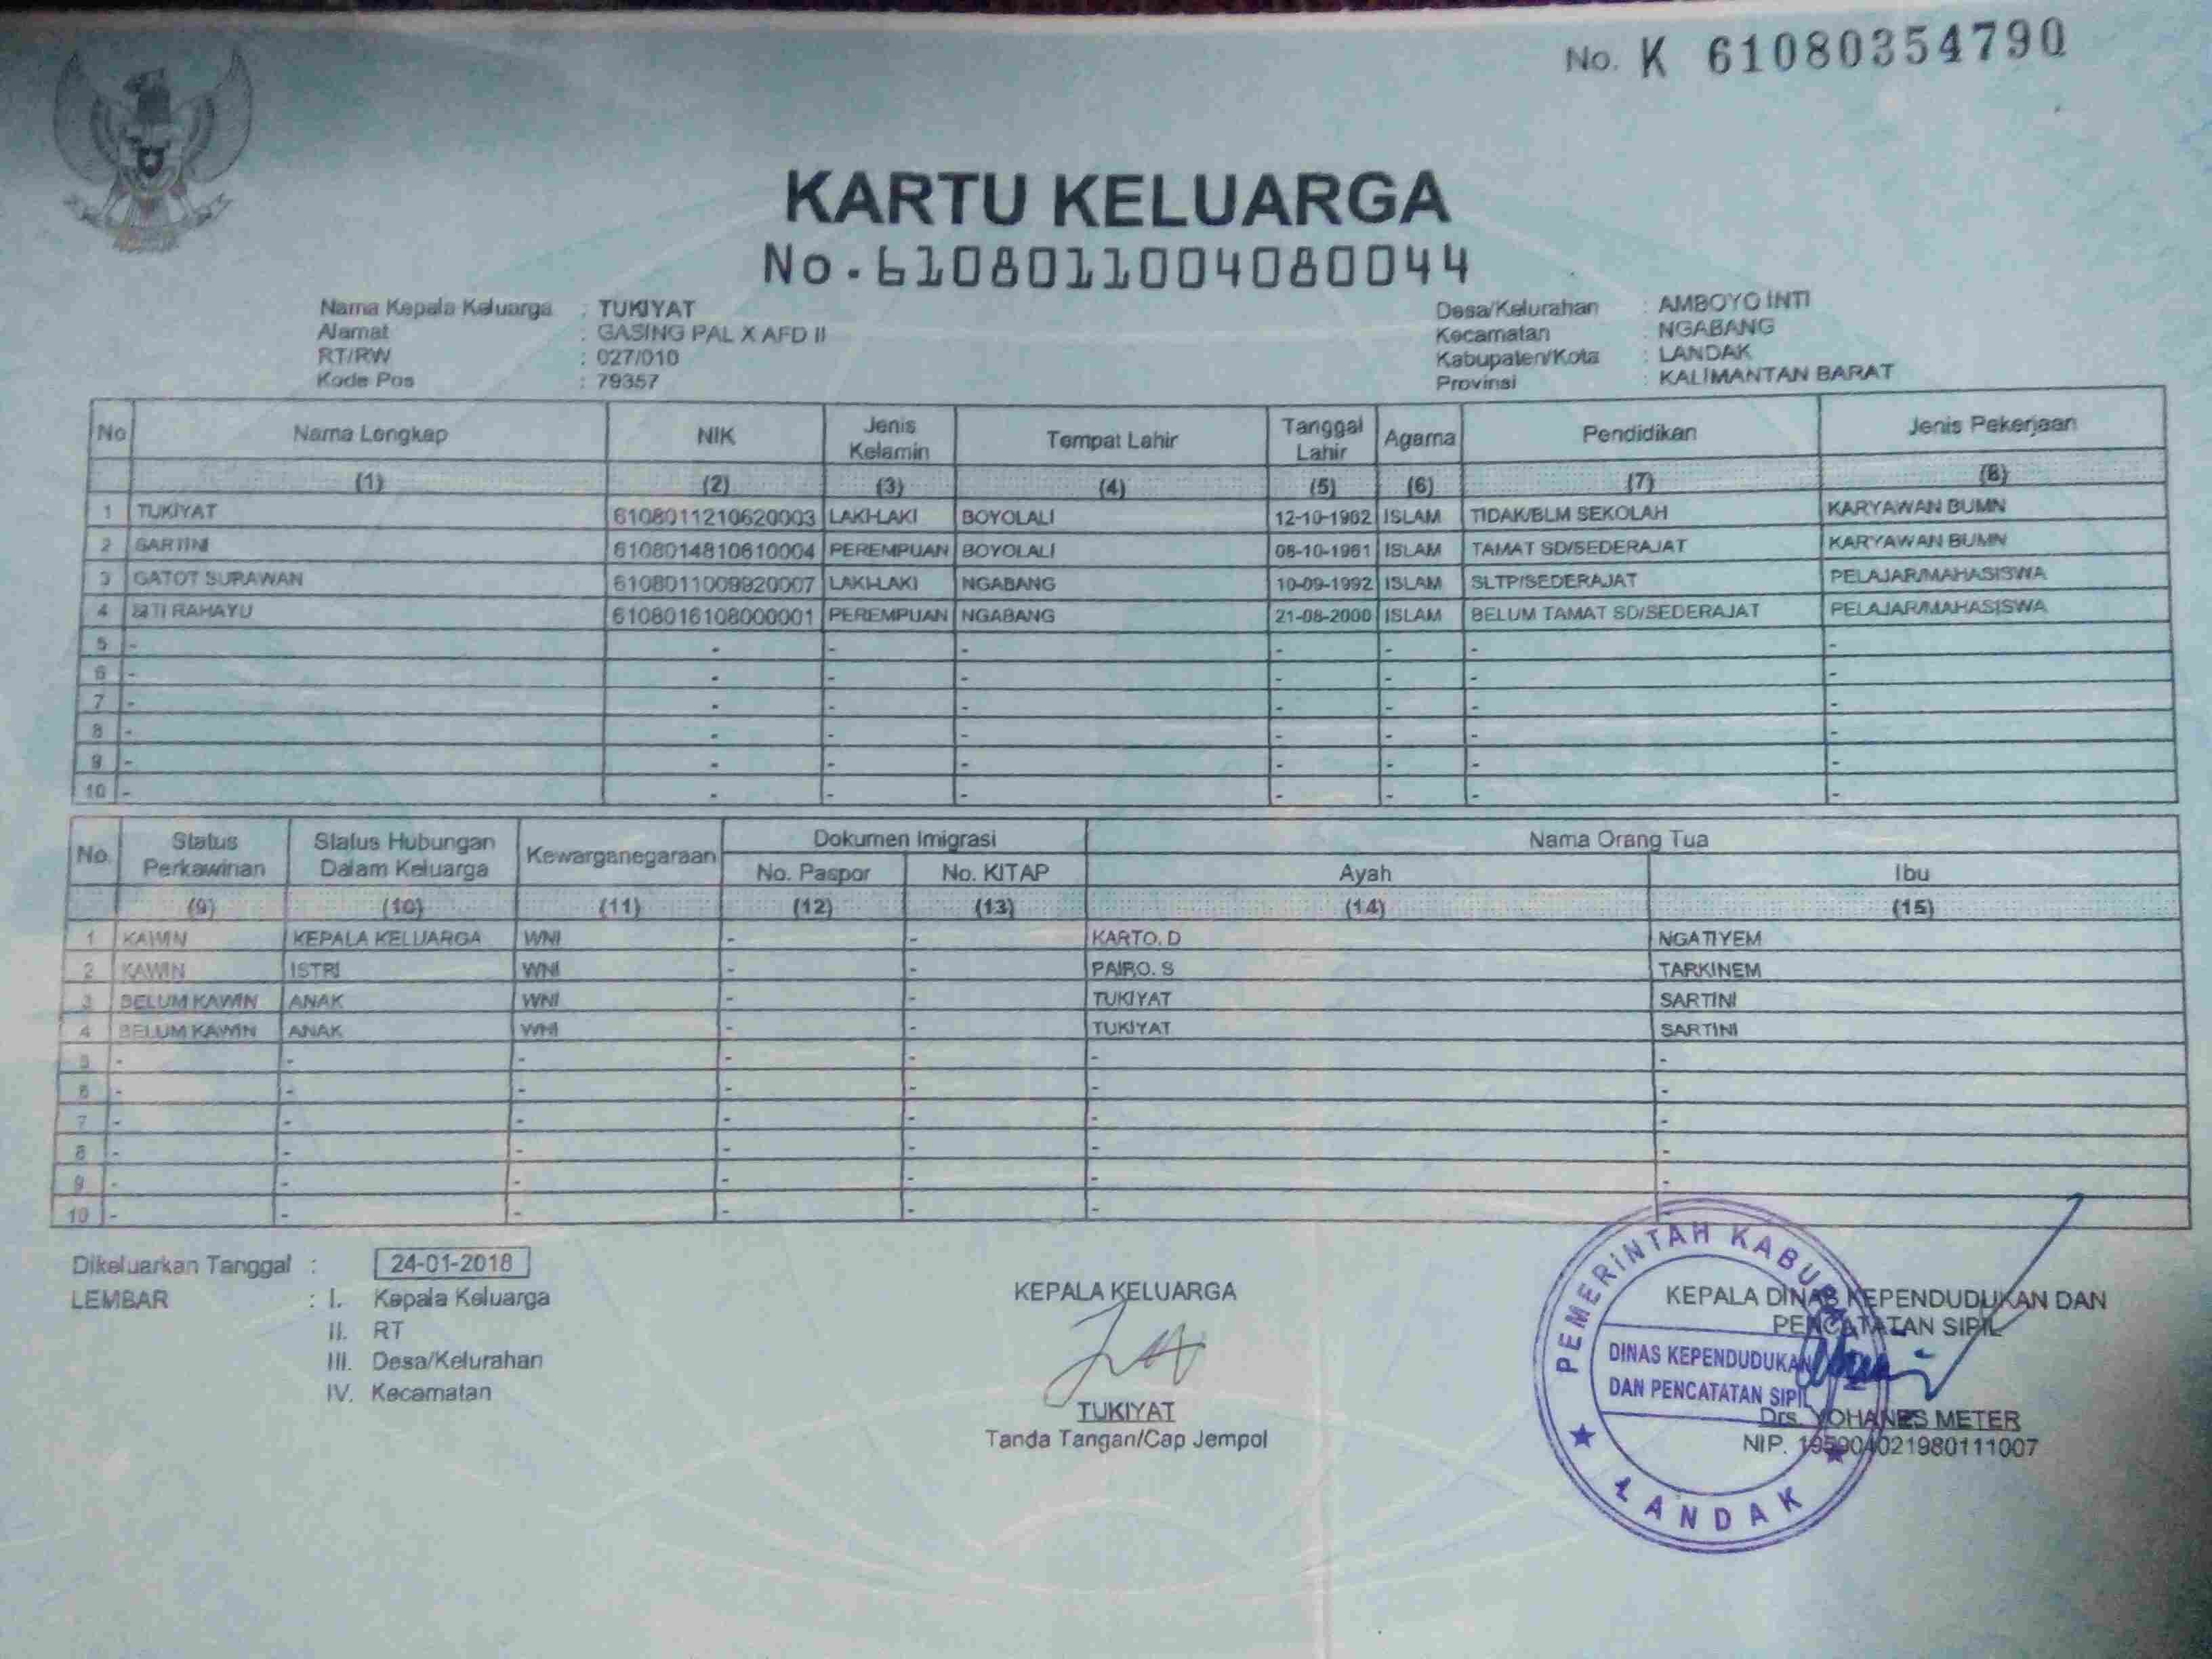 No. K 61080354790
KARTU KELUARGA
No. 6108011004080044
Nama Kepala Keluarga : TUKIYAT
Alamat : GASING PAL X AFD II
RT/RW : 027/010
Kode Pos : 79357
Desa/Kelurahan : AMBOYO INTI
Kecamatan : NGABANG
Kabupaten/Kota : LANDAK
Provinsi : KALIMANTAN BARAT
No Nama Lengkap NIK Jenis Kelamin Tempat Lahir Tanggal Lahir Agama Pendidikan Jenis Pekerjaan
(1) (2) (3) (4) (5) (6) (7) (8)
1 TUKIYAT 6108011210620003 LAKI-LAKI BOYOLALI 12-10-1962 ISLAM TIDAK/BLM SEKOLAH KARYAWAN BUMN
2 SARTINI 6108014810610004 PEREMPUAN BOYOLALI 08-10-1961 ISLAM TAMAT SD/SEDERAJAT KARYAWAN BUMN
3 GATOT SURAWAN 6108011009920007 LAKI-LAKI NGABANG 10-09-1992 ISLAM SLTP/SEDERAJAT PELAJAR/MAHASISWA
4 SITI RAHAYU 6108016108000001 PEREMPUAN NGABANG 21-08-2000 ISLAM BELUM TAMAT SD/SEDERAJAT PELAJAR/MAHASISWA
5 - - - - - - - -
6 - - - - - - - -
7 - - - - - - - -
8 - - - - - - - -
9 - - - - - - - -
10 - - - - - - - -
No. Status Perkawinan Status Hubungan Dalam Keluarga Kewarganegaraan Dokumen Imigrasi Nama Orang Tua
No. Paspor No. KITAP Ayah Ibu
(9) (10) (11) (12) (13) (14) (15)
1 KAWIN KEPALA KELUARGA WNI - - KARTO. D NGATIYEM
2 KAWIN ISTRI WNI - - PAIRO. S TARKINEM
3 BELUM KAWIN ANAK WNI - - TUKIYAT SARTINI
4 BELUM KAWIN ANAK WNI - - TUKIYAT SARTINI
5 - - - - - - -
6 - - - - - - -
7 - - - - - - -
8 - - - - - - -
9 - - - - - - -
10 - - - - - -
Dikeluarkan Tanggal : 24-01-2018
LEMBAR : I. Kepala Keluarga
II. RT
III. Desa/Kelurahan
IV. Kecamatan
KEPALA KELUARGA
TUKIYAT
Tanda Tangan/Cap Jempol
KEPALA DINAS KEPENDUDUKAN DAN
PENCATATAN SIPIL
Drs. YOHANES METER
NIP. 195904021980111007
PEMERINTAH
DINAS KEPENDUDUKAN
DAN PENCATATAN SIPIL
LANDAK